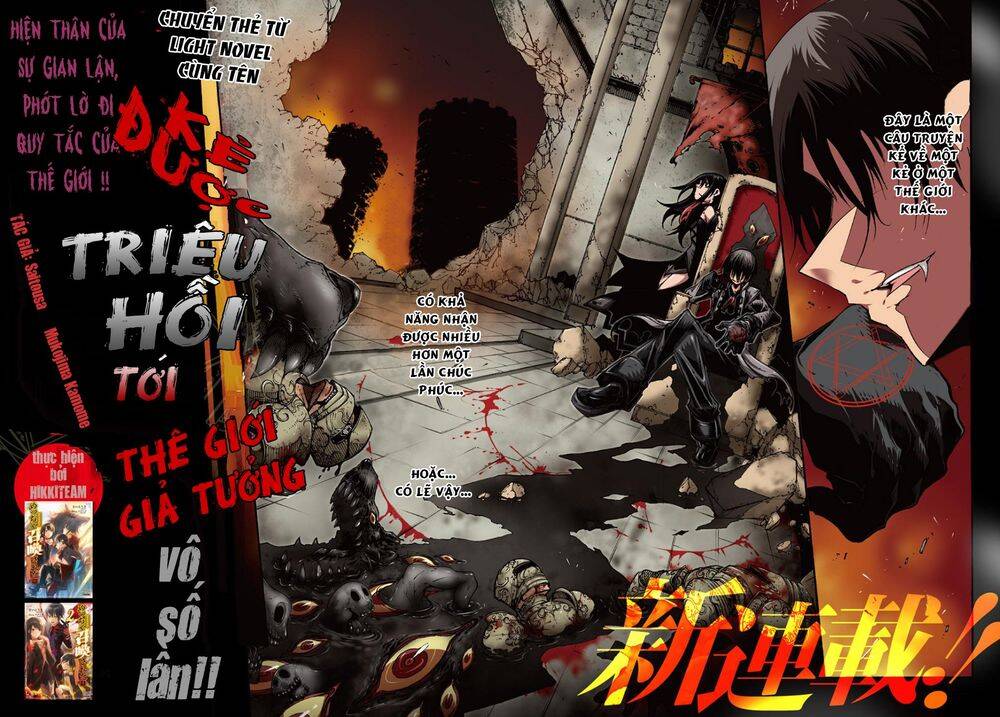 HIỆN THÂN CỦA
SỰ GIAN LẬN,
PHỚT LỜ ĐI
QUY TẮC CỦA
THẾ GIỚI !!
CHUYỂN THỂ TỪ
LIGHT NOVEL
CÙNG TÊN
KẺ
ĐƯỢC
TRIỆU
HỒI
TỚI
THẾ GIỚI
GIẢ TƯỞNG
VÔ
SỐ
lần!!
TÁC GIẢ: Saitousa
Mukojima Kamome
thực hiện
bởi
HIKKITEAM
CÓ KHẢ
NĂNG NHẬN
ĐƯỢC NHIỀU
HƠN MỘT
LẦN CHÚC
PHÚC...
HOẶC...
CÓ LẼ VẬY...
ĐÂY LÀ MỘT
CÂU TRUYỆN
KỂ VỀ MỘT
KẺ Ở MỘT
THẾ GIỚI
KHÁC...
新連載!!